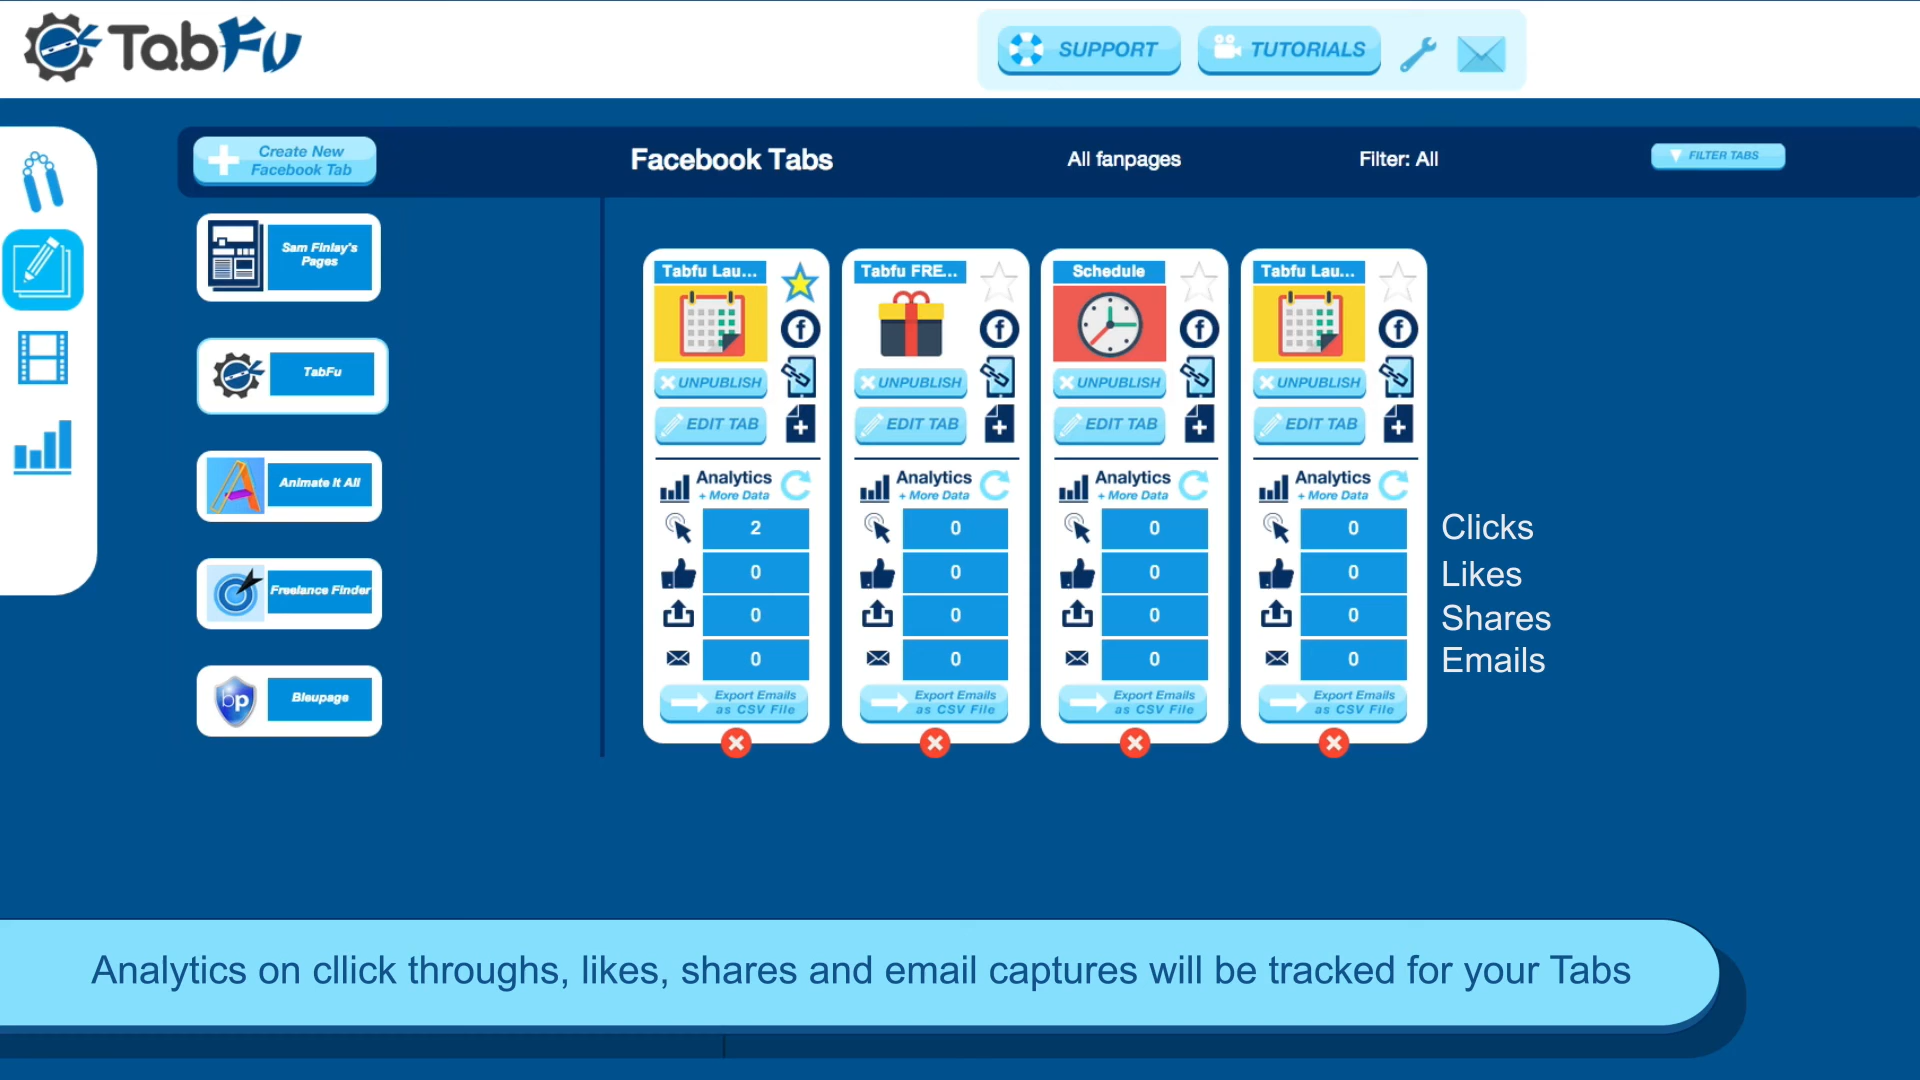 TabFu
SUPPORT
TUTORIALS
Create New
Facebook Tab
Facebook Tabs
All fanpages
Filter: All
FILTER TABS
Sam Finlay's
Pages
TabFu
Animate It All
Freelance Finder
bp
Bleupage
Tabfu Lau...
UNPUBLISH
EDIT TAB
Analytics
+ More Data
2
0
0
0
Export Emails
as CSV File
Tabfu FRE...
UNPUBLISH
EDIT TAB
Analytics
+ More Data
0
0
0
0
Export Emails
as CSV File
Schedule
UNPUBLISH
EDIT TAB
Analytics
+ More Data
0
0
0
0
Export Emails
as CSV File
Tabfu Lau...
UNPUBLISH
EDIT TAB
Analytics
+ More Data
0
0
0
0
Export Emails
as CSV File
Clicks
Likes
Shares
Emails
Analytics on cllick throughs, likes, shares and email captures will be tracked for your Tabs